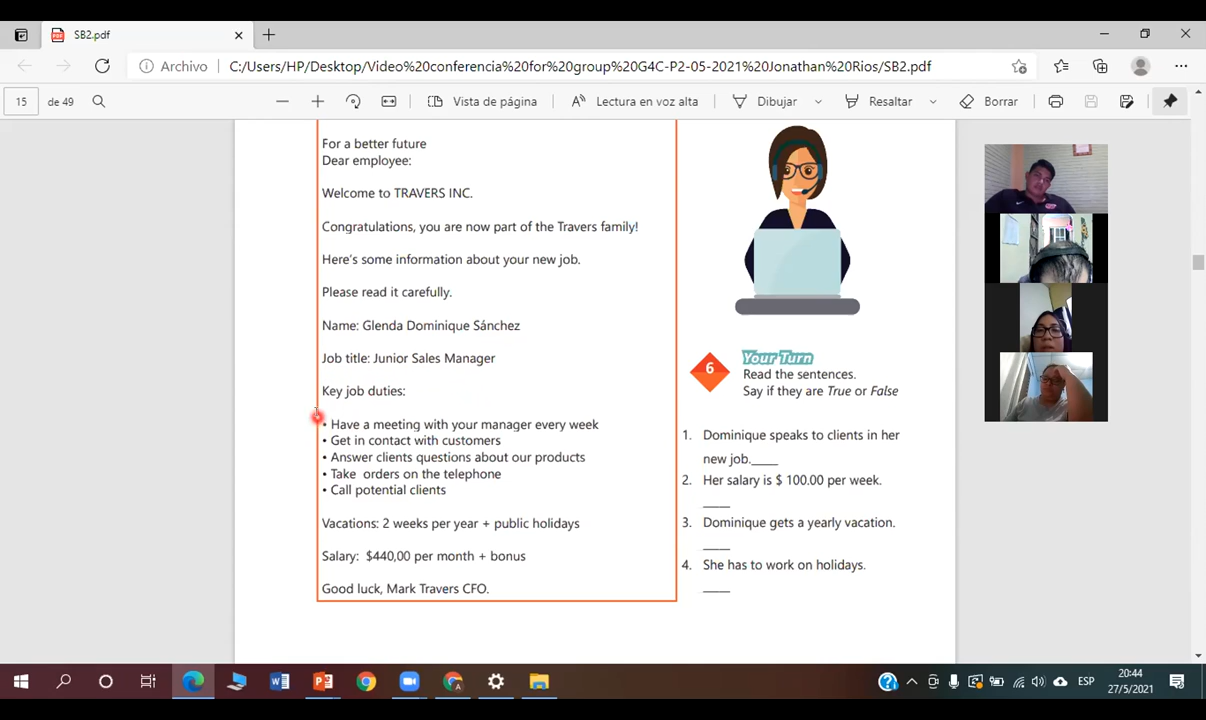 SB2.pdf
Archivo
C:/Users/HP/Desktop/Video%20conferencia%20for%20group%20G4C-P2-05-2021%20Jonathan%20Rios/SB2.pdf
15
de 49
Vista de página
Lectura en voz alta
Dibujar
Resaltar
Borrar
For a better future
Dear employee:
Welcome to TRAVERS INC.
Congratulations, you are now part of the Travers family!
Here's some information about your new job.
Please read it carefully.
Name: Glenda Dominique Sánchez
Job title: Junior Sales Manager
Key job duties:
• Have a meeting with your manager every week
• Get in contact with customers
• Answer clients questions about our products
• Take orders on the telephone
• Call potential clients
Vacations: 2 weeks per year + public holidays
Salary: $440,00 per month + bonus
Good luck, Mark Travers CFO.
6
Your Turn
Read the sentences.
Say if they are True or False
1. Dominique speaks to clients in her
new job.____
2. Her salary is $ 100.00 per week.
____
3. Dominique gets a yearly vacation.
____
4. She has to work on holidays.
____
ESP
20:44
27/5/2021